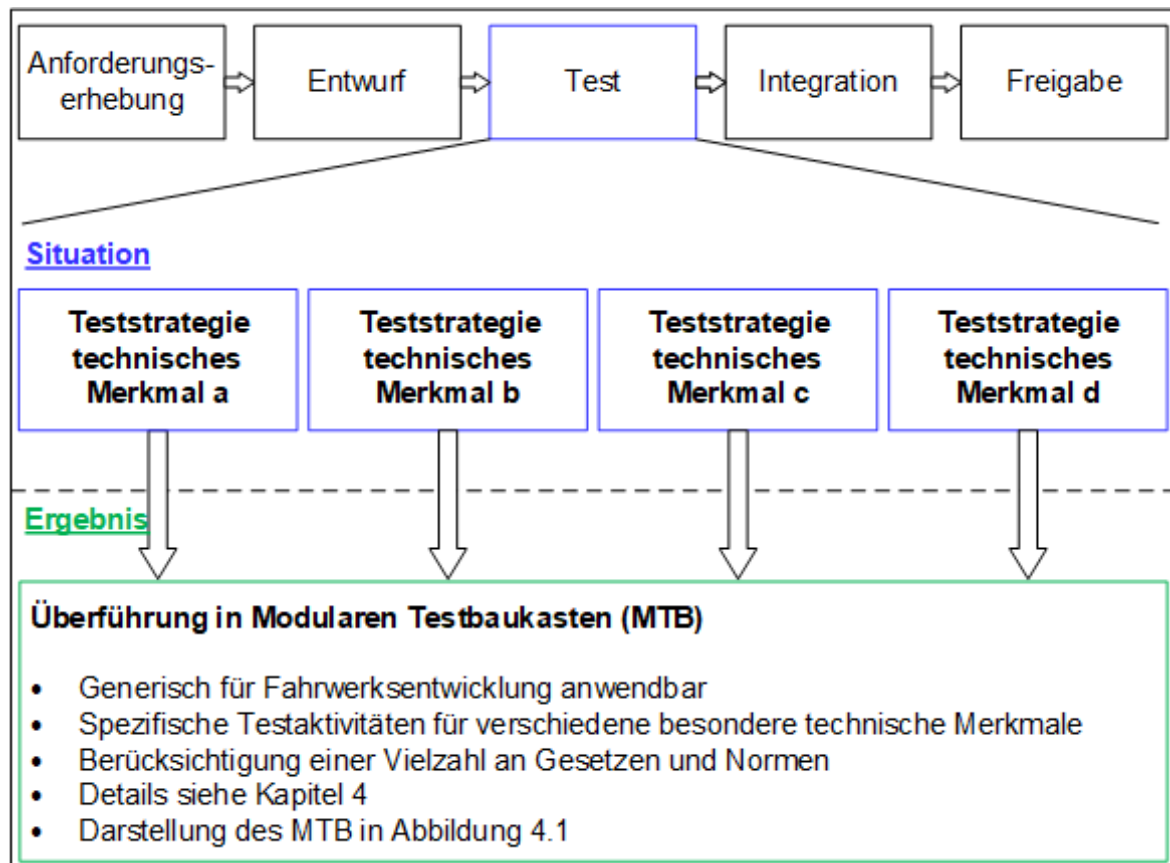 Anforderungs-
erhebung
Entwurf
Test
Integration
Freigabe
Situation
Teststrategie
technisches
Merkmal a
Teststrategie
technisches
Merkmal b
Teststrategie
technisches
Merkmal c
Teststrategie
technisches
Merkmal d
Ergebnis
Überführung in Modularen Testbaukasten (MTB)
• Generisch für Fahrwerksentwicklung anwendbar
• Spezifische Testaktivitäten für verschiedene besondere technische Merkmale
• Berücksichtigung einer Vielzahl an Gesetzen und Normen
• Details siehe Kapitel 4
• Darstellung des MTB in Abbildung 4.1